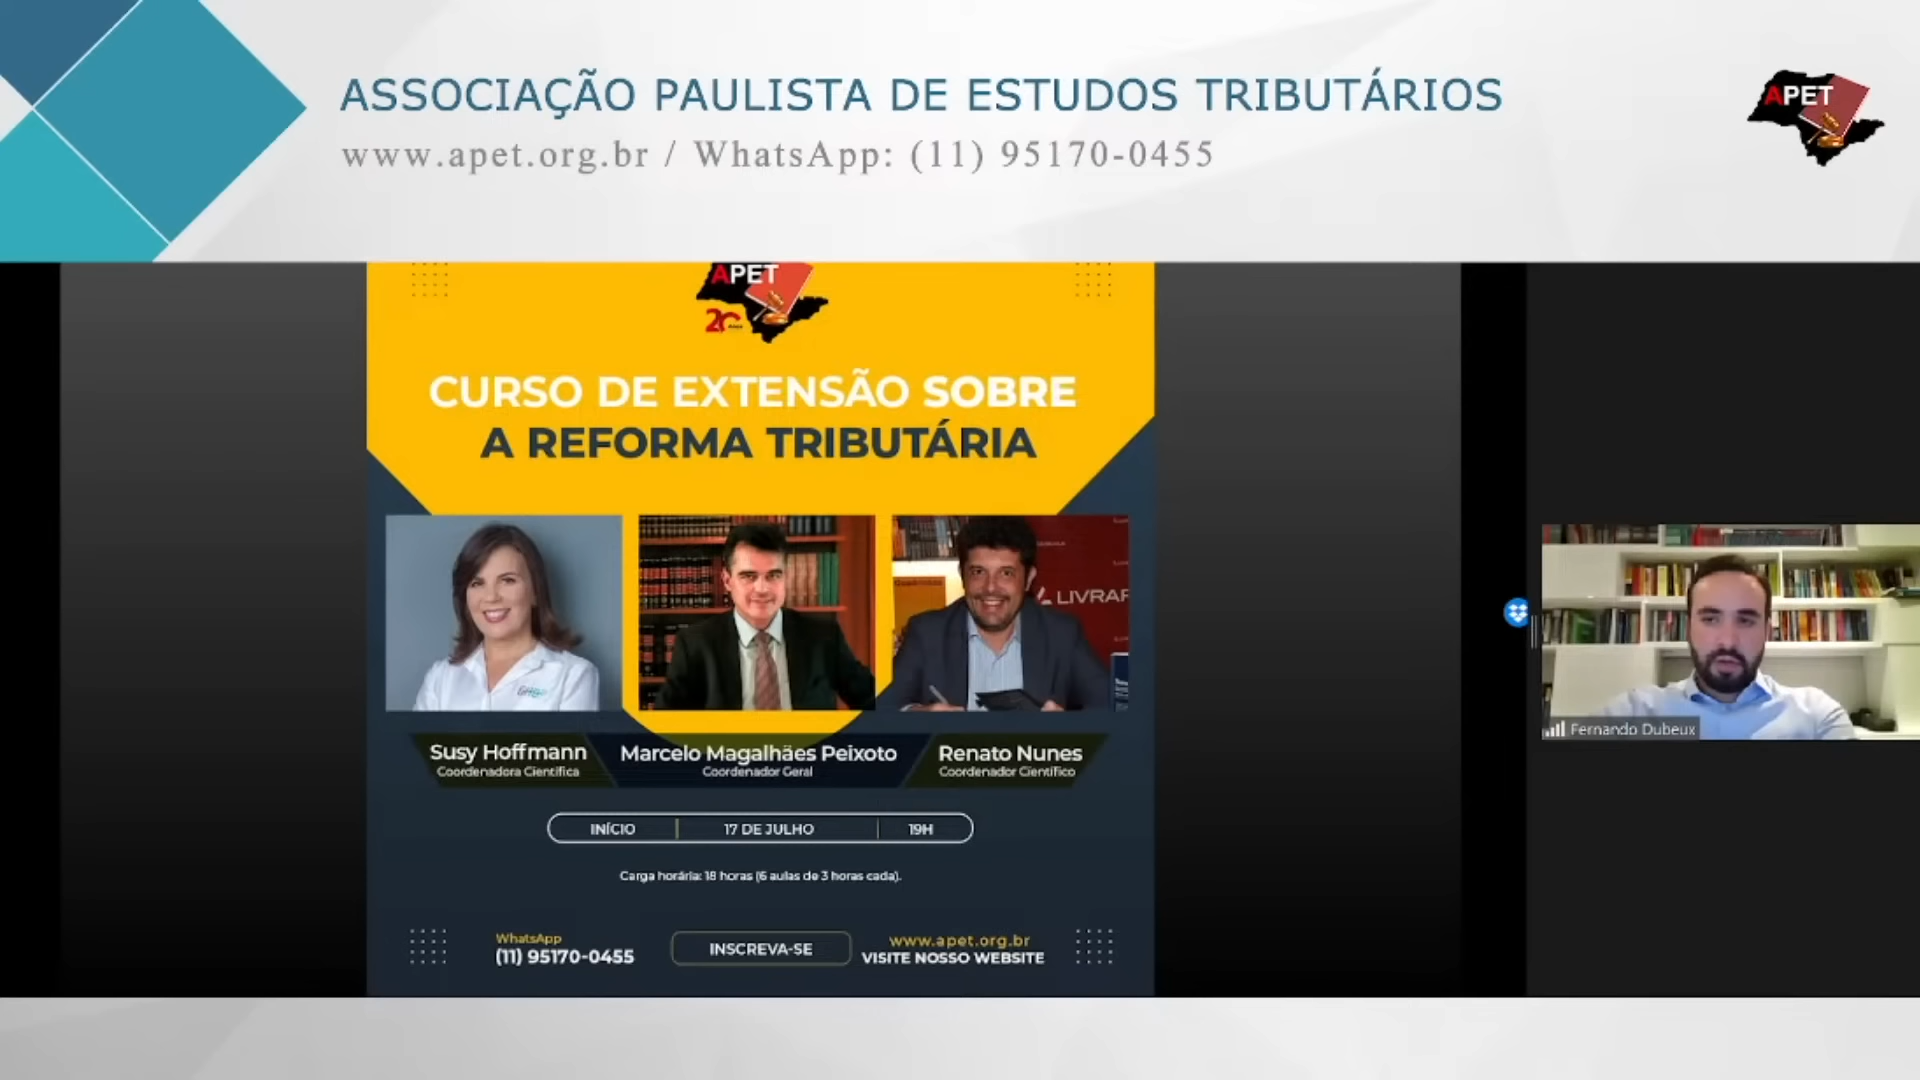 ASSOCIAÇÃO PAULISTA DE ESTUDOS TRIBUTÁRIOS
www.apet.org.br / WhatsApp: (11) 95170-0455
APET
APET
20
CURSO DE EXTENSÃO SOBRE
A REFORMA TRIBUTÁRIA
LIVRAR
Susy Hoffmann
Coordenadora Científica
Marcelo Magalhães Peixoto
Coordenador Geral
Renato Nunes
Coordenador Científico
INÍCIO 17 DE JULHO 19H
Carga horária: 18 horas (6 aulas de 3 horas cada).
WhatsApp
(11) 95170-0455
INSCREVA-SE
www.apet.org.br
VISITE NOSSO WEBSITE
Fernando Dubeux